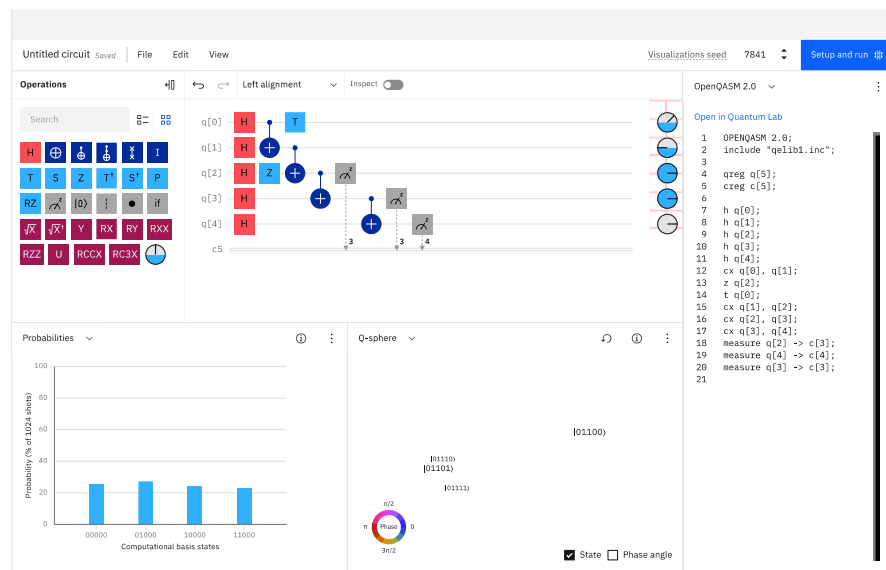 Untitled circuit Saved File Edit View Visualizations seed 7841 Setup and run
Operations
Left alignment
Inspect
OpenQASM 2.0
Search
H I
T S Z T† S† P
RZ z |0⟩ if
√X √X† Y RX RY RXX
RZZ U RCCX RC3X
q[0] H T
q[1] H
q[2] H Z z
q[3] H z
q[4] H z
c5 3 3 4
Open in Quantum Lab
1 OPENQASM 2.0;
2 include "qelib1.inc";
3
4 qreg q[5];
5 creg c[5];
6
7 h q[0];
8 h q[1];
9 h q[2];
10 h q[3];
11 h q[4];
12 cx q[0], q[1];
13 z q[2];
14 t q[0];
15 cx q[1], q[2];
16 cx q[2], q[3];
17 cx q[3], q[4];
18 measure q[2] -> c[3];
19 measure q[4] -> c[4];
20 measure q[3] -> c[3];
21
Probabilities
Probability (% of 1024 shots)
100
80
60
40
20
0
00000 01000 10000 11000
Computational basis states
Q-sphere
|01100⟩
|01110⟩
|01101⟩
|01111⟩
π/2
π Phase 0
3π/2
State Phase angle